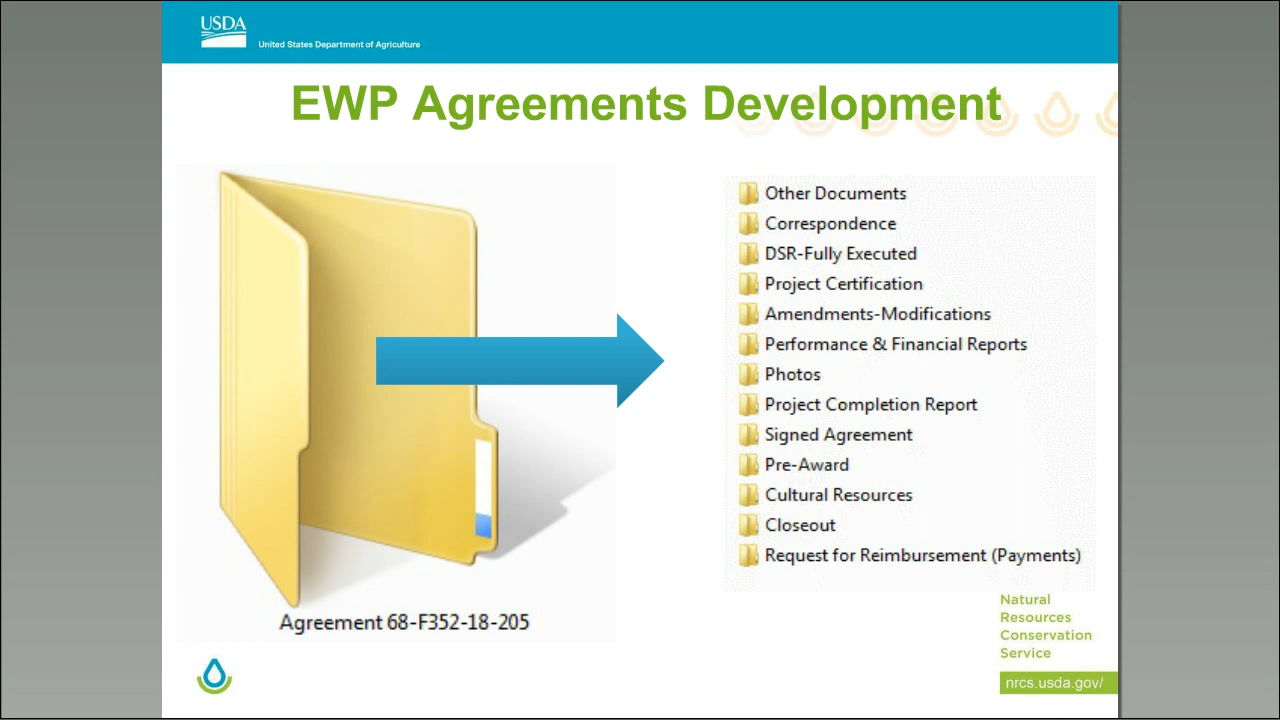 USDA
United States Department of Agriculture
EWP Agreements Development
Other Documents
Correspondence
DSR-Fully Executed
Project Certification
Amendments-Modifications
Performance & Financial Reports
Photos
Project Completion Report
Signed Agreement
Pre-Award
Cultural Resources
Closeout
Request for Reimbursement (Payments)
Agreement 68-F352-18-205
Natural
Resources
Conservation
Service
nrcs.usda.gov/